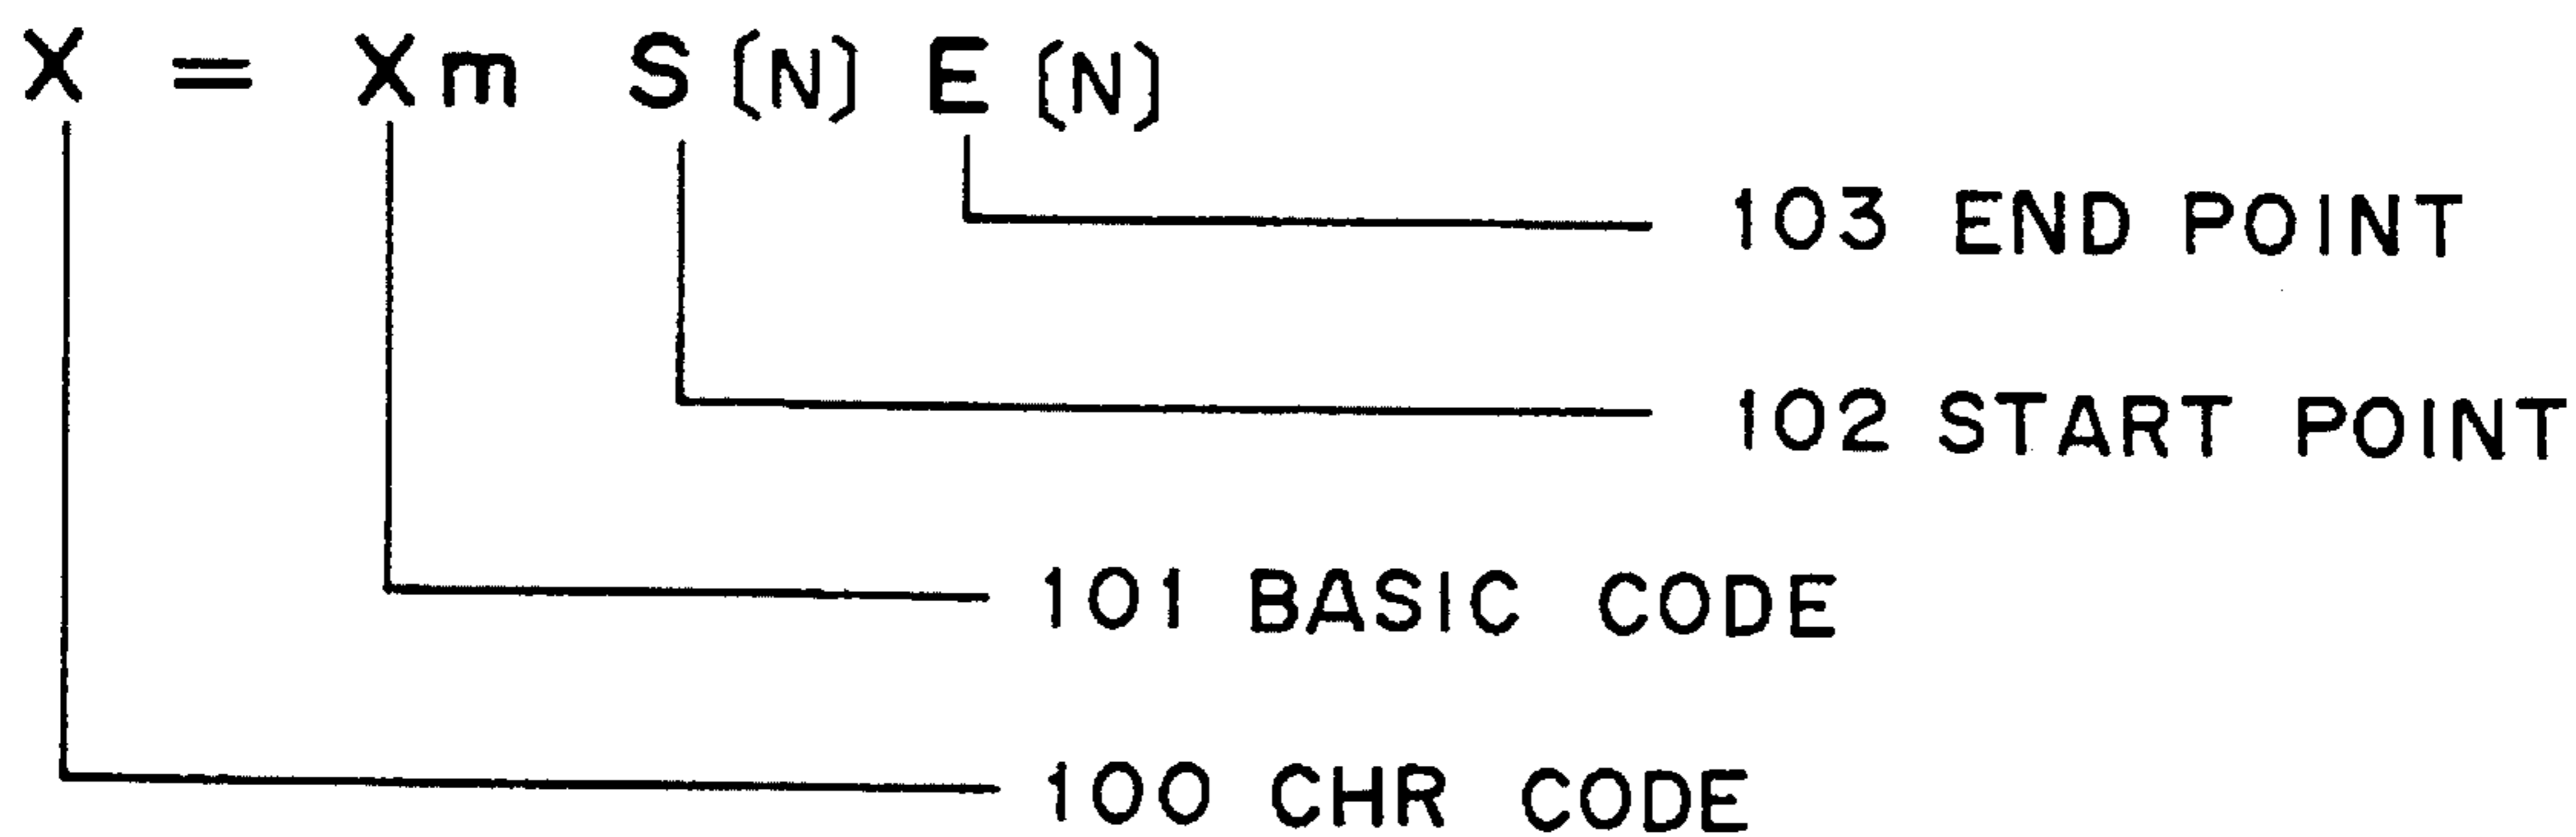 X = Xm S(N) E(N)
103 END POINT
102 START POINT
101 BASIC CODE
100 CHR CODE